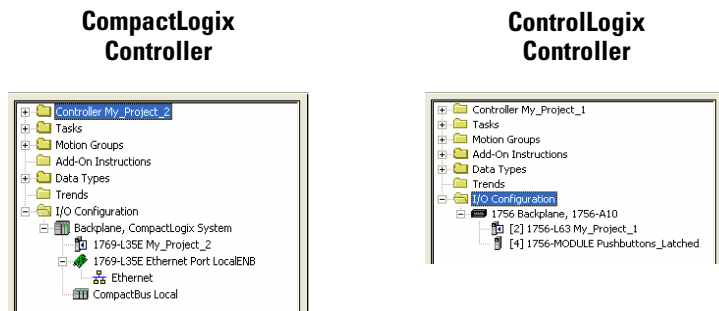 CompactLogix
Controller
Controller My_Project_2
Tasks
Motion Groups
Add-On Instructions
Data Types
Trends
I/O Configuration
Backplane, CompactLogix System
1769-L35E My_Project_2
1769-L35E Ethernet Port LocalENB
Ethernet
CompactBus Local
ControlLogix
Controller
Controller My_Project_1
Tasks
Motion Groups
Add-On Instructions
Data Types
Trends
I/O Configuration
1756 Backplane, 1756-A10
[2] 1756-L63 My_Project_1
[4] 1756-MODULE Pushbuttons_Latched